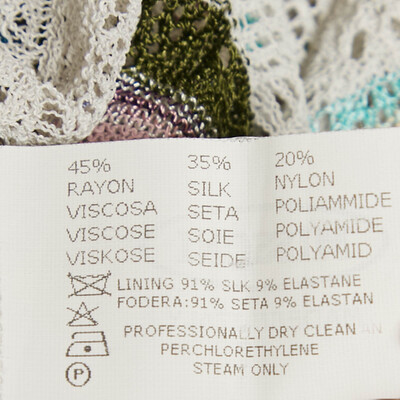 45% 35% 20%
RAYON SILK NYLON
VISCOSA SETA POLIAMMIDE
VISCOSE SOIE POLYAMIDE
VISKOSE SEIDE POLYAMID
LINING 91% SLK 9% ELASTANE
FODERA:91% SETA 9% ELASTAN
PROFESSIONALLY DRY CLEAN
PERCHLORETHYLENE
STEAM ONLY
P